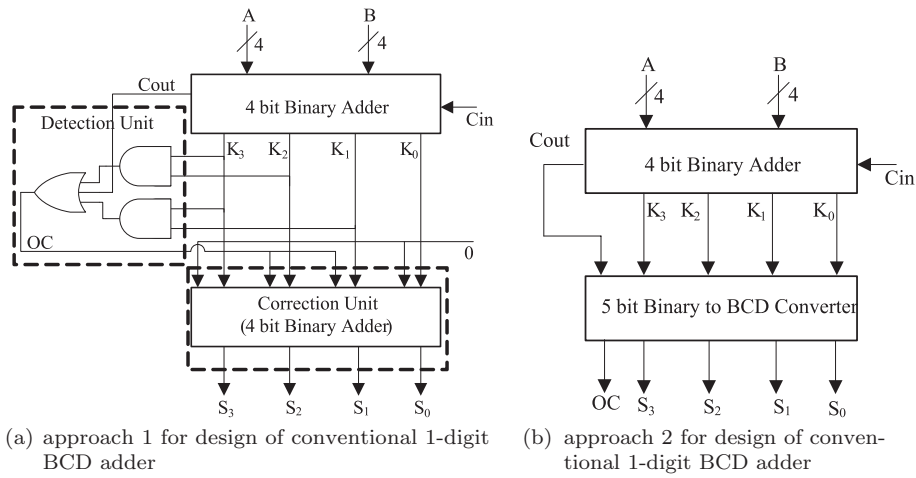 A B
4 4
Cout
4 bit Binary Adder
Cin
Detection Unit
K3 K2 K1 K0
OC
0
Correction Unit
(4 bit Binary Adder)
S3 S2 S1 S0
(a) approach 1 for design of conventional 1-digit
BCD adder
A B
4 4
Cout
4 bit Binary Adder
Cin
K3 K2 K1 K0
5 bit Binary to BCD Converter
OC S3 S2 S1 S0
(b) approach 2 for design of conven-
tional 1-digit BCD adder